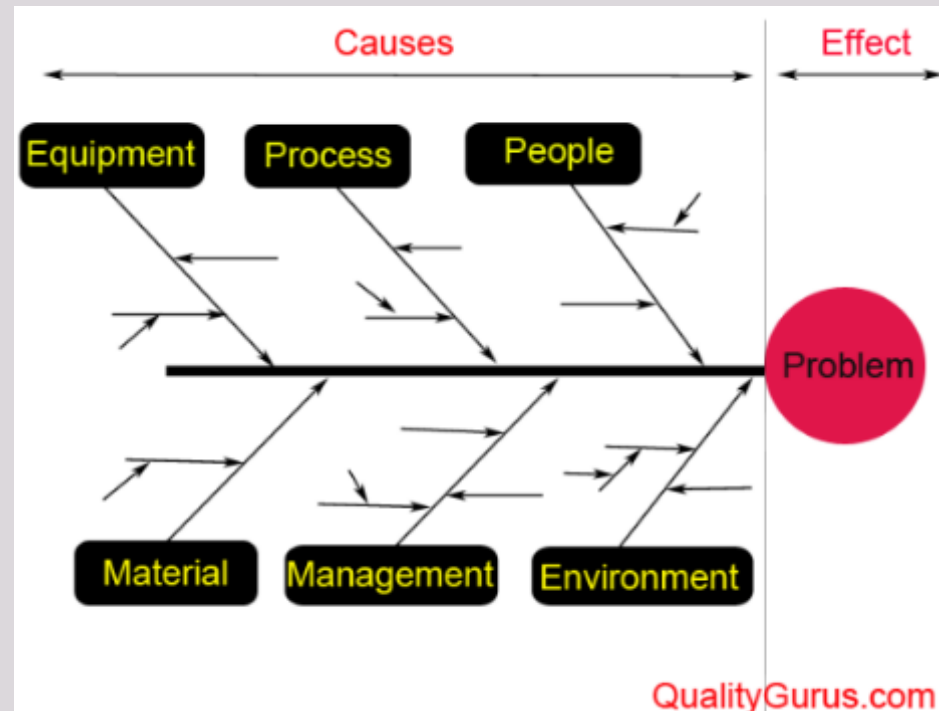 Causes
Effect
Equipment
Process
People
Problem
Material
Management
Environment
QualityGurus.com